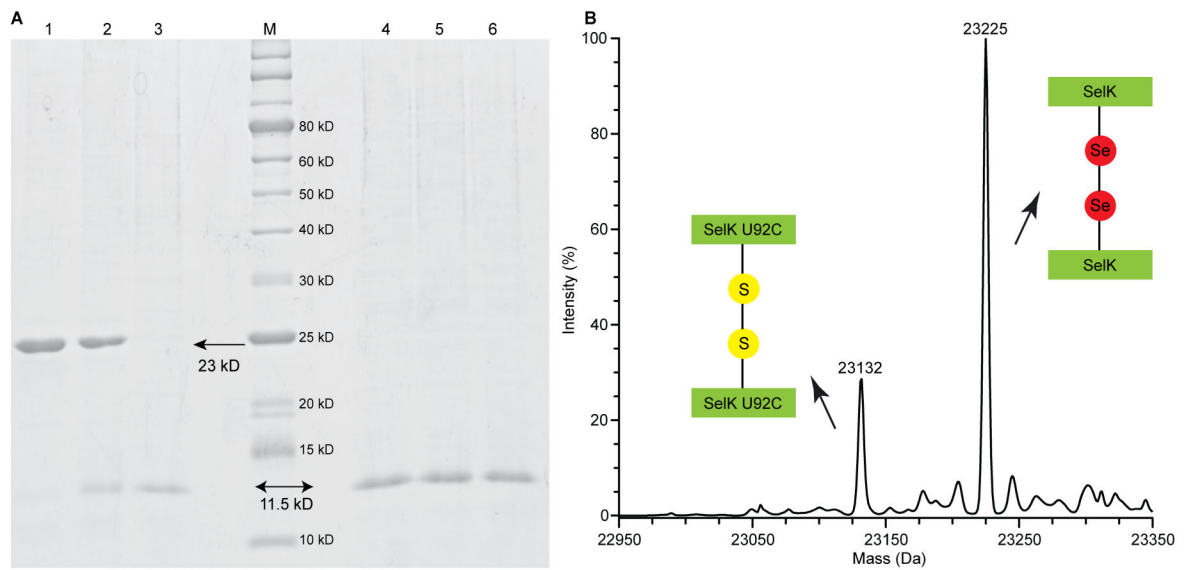 A
1 2 3 M 4 5 6
80 kD
60 kD
50 kD
40 kD
30 kD
25 kD
23 kD
20 kD
15 kD
11.5 kD
10 kD
B
Intensity (%)
100
80
60
40
20
0
22950 23050 23150 23250 23350
Mass (Da)
23225
23132
SelK U92C
S
S
SelK U92C
SelK
Se
Se
SelK